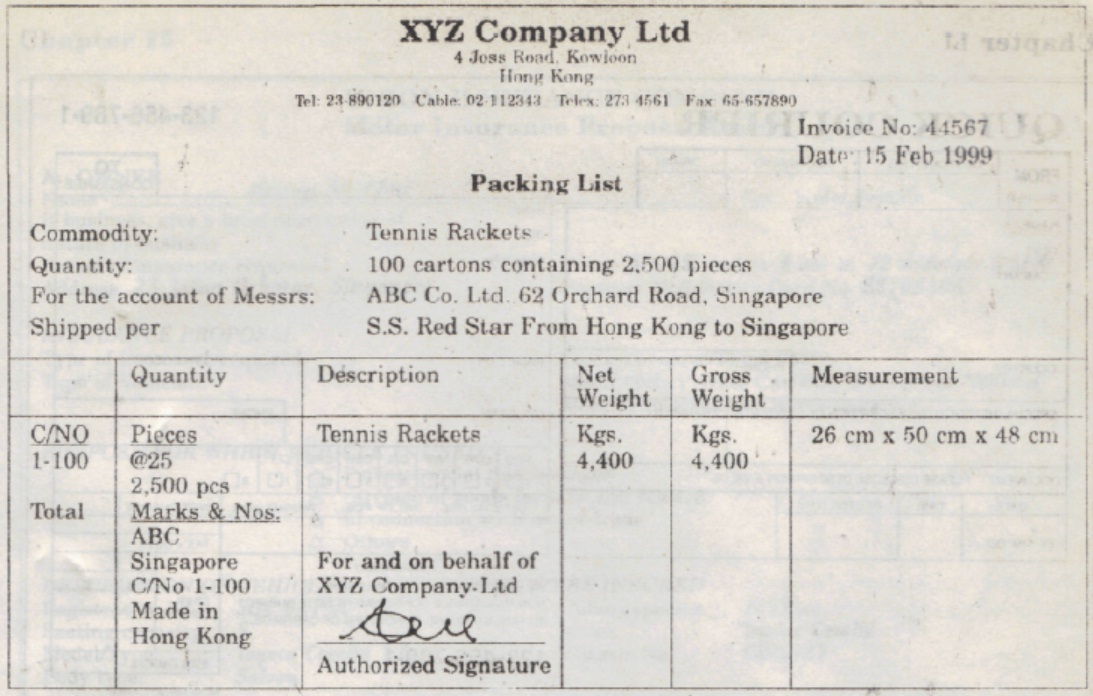 XYZ Company Ltd
4 Joss Road, Kowloon
Hong Kong
Tel: 23-890120 Cable: 02-112343 Telex: 273-4561 Fax: 65-657890
Invoice No: 44567
Date: 15 Feb 1999
Packing List
Commodity: Tennis Rackets
Quantity: 100 cartons containing 2,500 pieces
For the account of Messrs: ABC Co. Ltd. 62 Orchard Road, Singapore
Shipped per S.S. Red Star From Hong Kong to Singapore
Quantity Description Net Weight Gross Weight Measurement
C/NO Pieces Tennis Rackets Kgs. Kgs. 26 cm x 50 cm x 48 cm
1-100 @25 4,400 4,400
2,500 pcs
Total Marks & Nos:
ABC
Singapore For and on behalf of
C/No 1-100 XYZ Company Ltd
Made in
Hong Kong
Authorized Signature